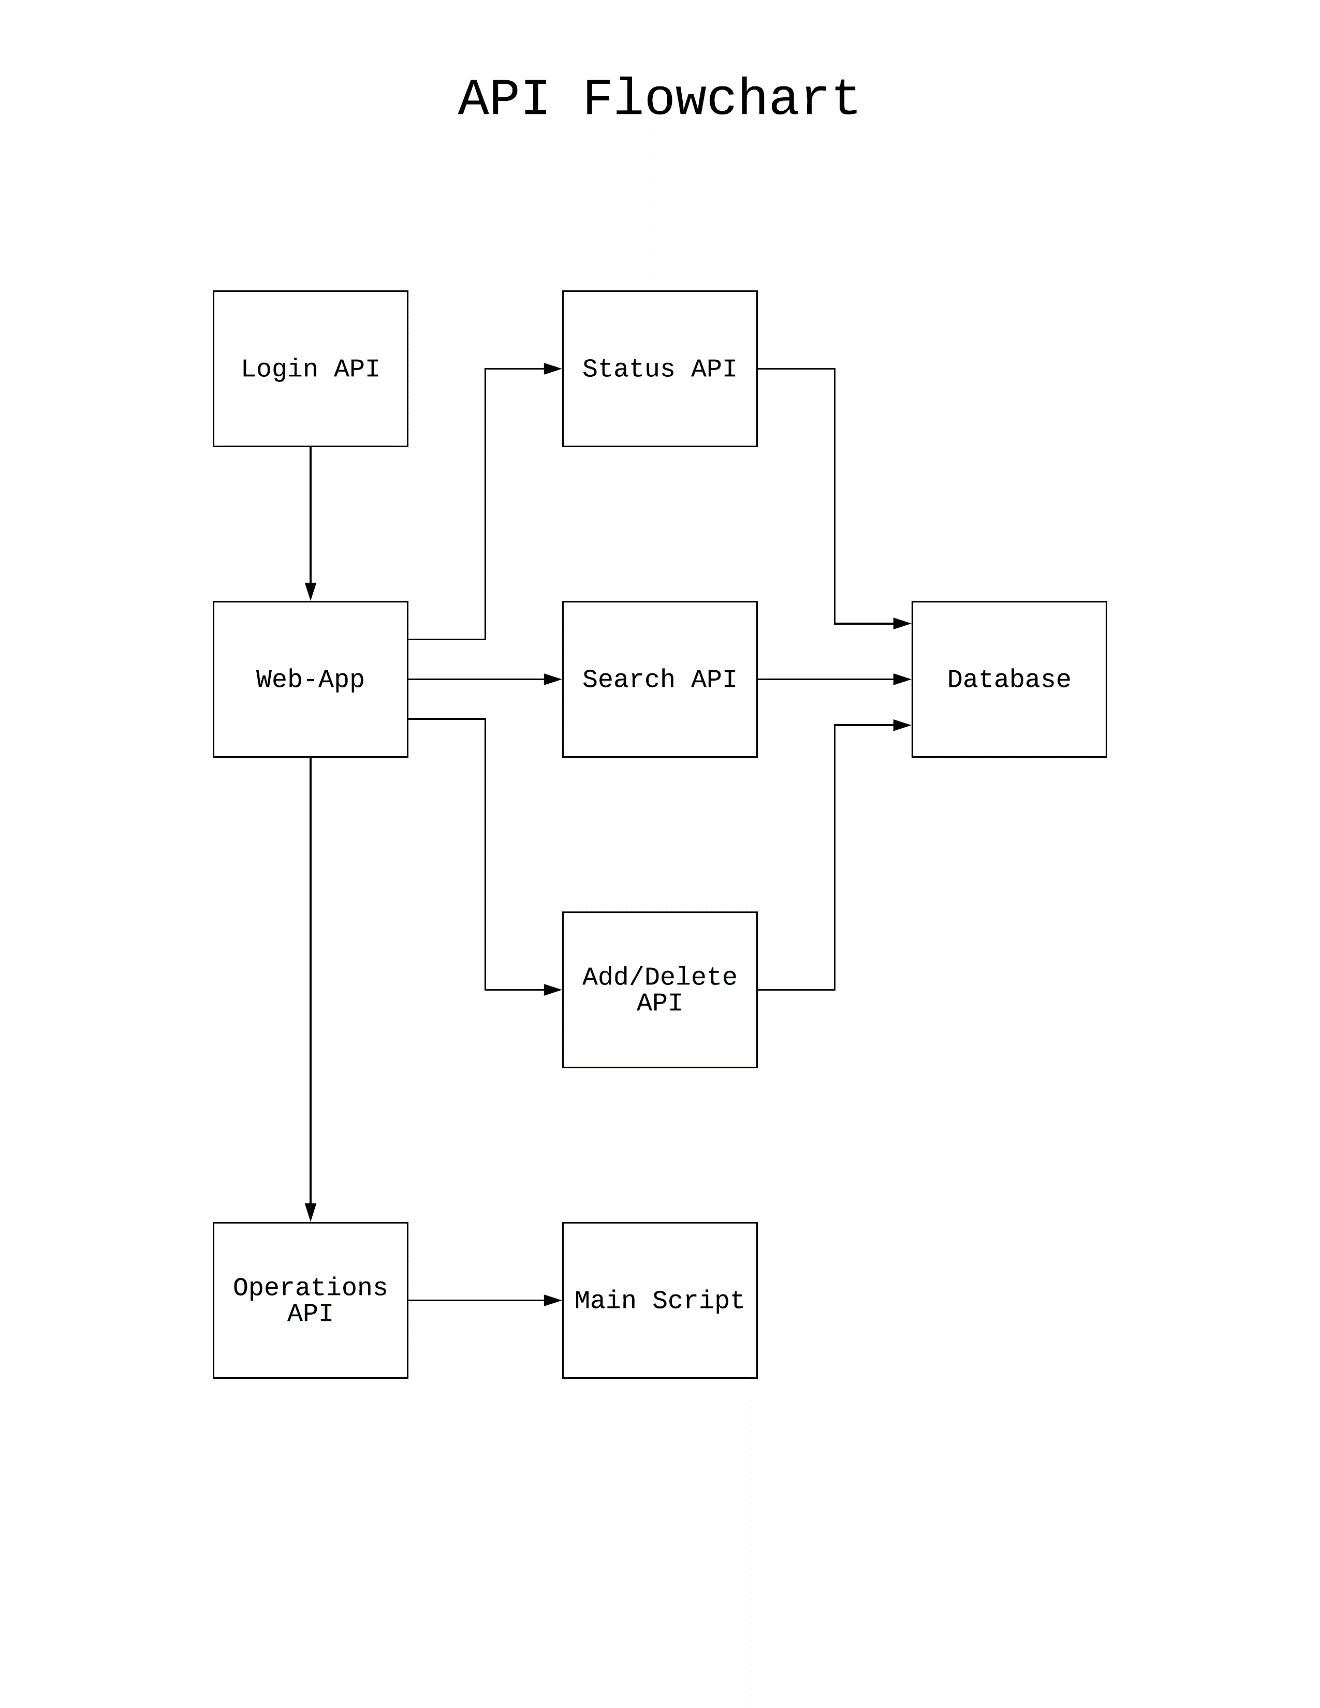 API Flowchart
Login API
Status API
Web-App
Search API
Database
Add/Delete
API
Operations
API
Main Script